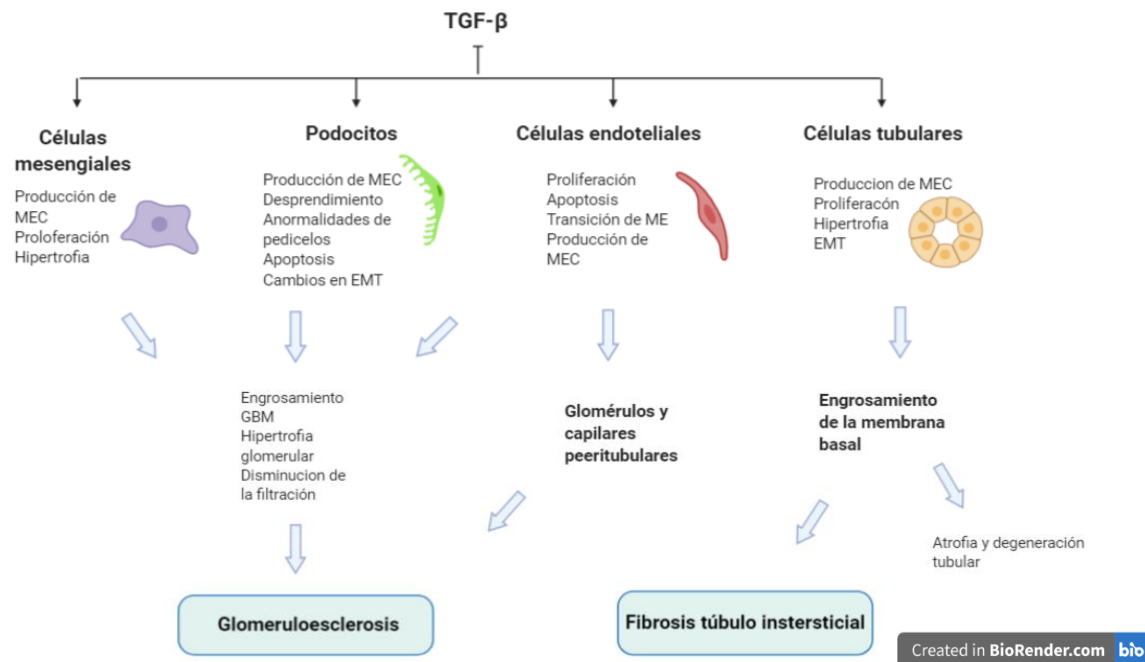 TGF-β
Células
mesengiales
Producción de
MEC
Proloferación
Hipertrofia
Podocitos
Producción de MEC
Desprendimiento
Anormalidades de
pedicelos
Apoptosis
Cambios en EMT
Células endoteliales
Proliferación
Apoptosis
Transición de ME
Producción de
MEC
Células tubulares
Produccion de MEC
Proliferacón
Hipertrofia
EMT
Engrosamiento
GBM
Hipertrofia
glomerular
Disminucion de
la filtración
Glomérulos y
capilares
peeritubulares
Engrosamiento
de la membrana
basal
Atrofia y degeneración
tubular
Glomeruloesclerosis
Fibrosis túbulo instersticial
Created in BioRender.com bio